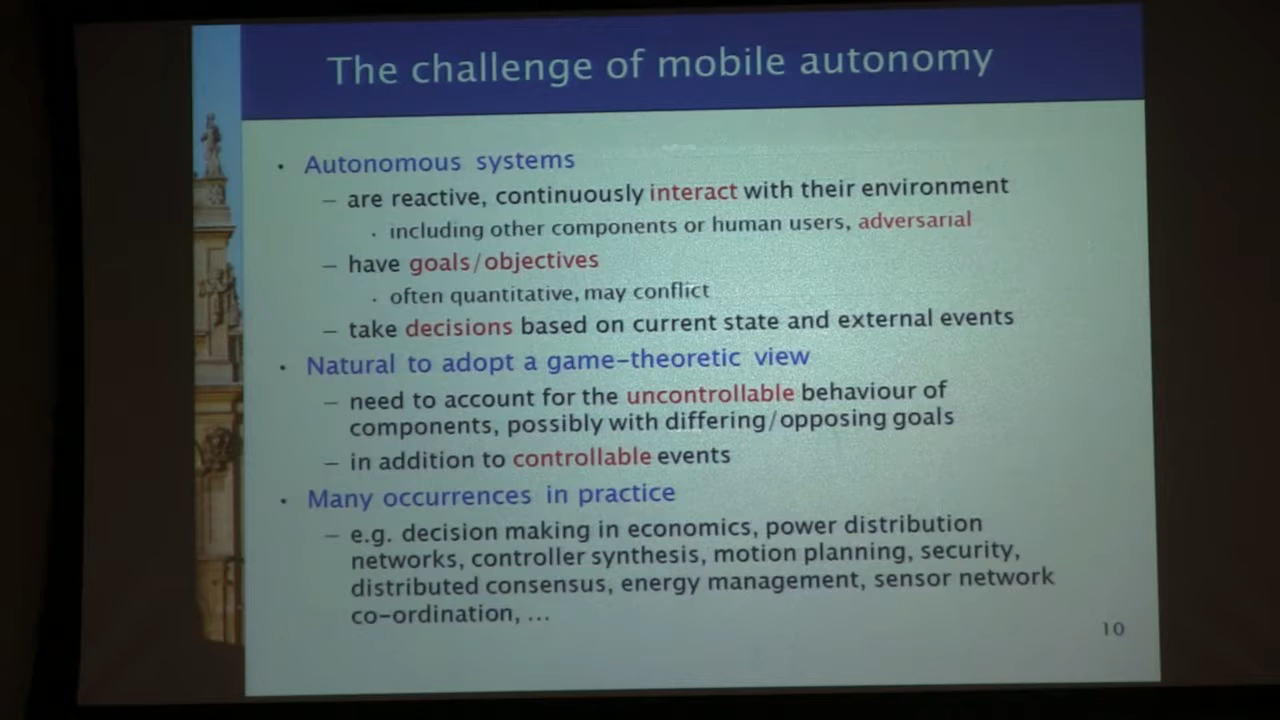 The challenge of mobile autonomy
• Autonomous systems
– are reactive, continuously interact with their environment
• including other components or human users, adversarial
– have goals/objectives
• often quantitative, may conflict
– take decisions based on current state and external events
• Natural to adopt a game–theoretic view
– need to account for the uncontrollable behaviour of
components, possibly with differing/opposing goals
– in addition to controllable events
• Many occurrences in practice
– e.g. decision making in economics, power distribution
networks, controller synthesis, motion planning, security,
distributed consensus, energy management, sensor network
co–ordination, ...
10